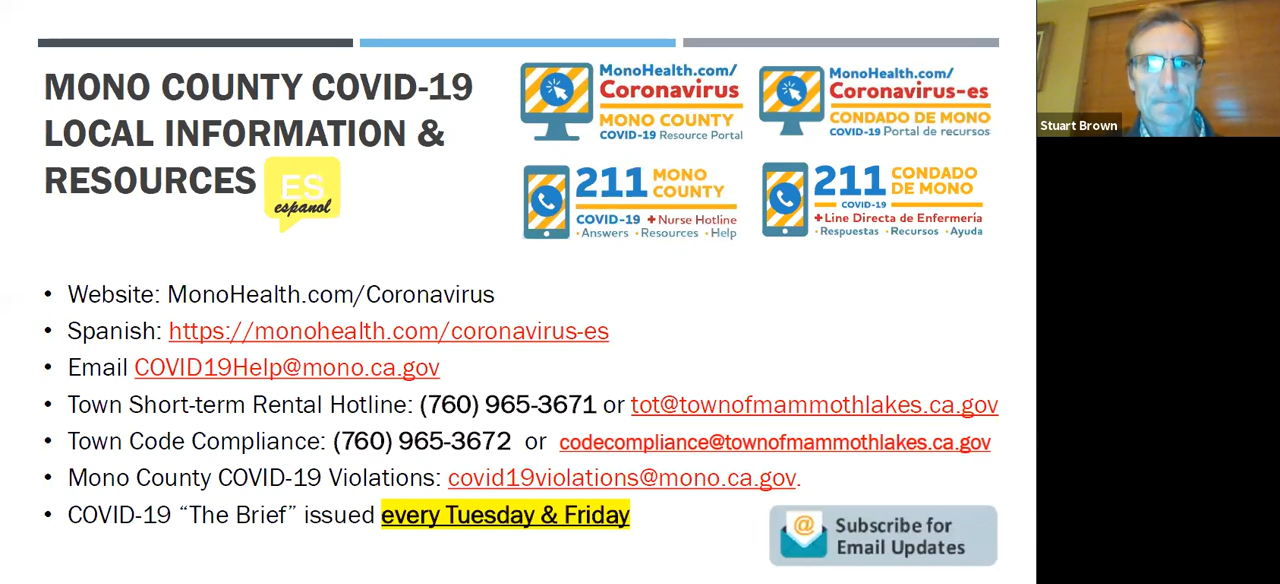 MONO COUNTY COVID-19
LOCAL INFORMATION &
RESOURCES
ES
espanol
MonoHealth.com/
Coronavirus
MONO COUNTY
COVID-19 Resource Portal
MonoHealth.com/
Coronavirus-es
CONDADO DE MONO
COVID-19 Portal de recursos
211 MONO
COUNTY
COVID-19 + Nurse Hotline
• Answers • Resources • Help
211 CONDADO
DE MONO
COVID-19
+Line Directa de Enfermería
• Respuestas • Recursos • Ayuda
• Website: MonoHealth.com/Coronavirus
• Spanish: https://monohealth.com/coronavirus-es
• Email COVID19Help@mono.ca.gov
• Town Short-term Rental Hotline: (760) 965-3671 or tot@townofmammothlakes.ca.gov
• Town Code Compliance: (760) 965-3672 or codecompliance@townofmammothlakes.ca.gov
• Mono County COVID-19 Violations: covid19violations@mono.ca.gov.
• COVID-19 “The Brief” issued every Tuesday & Friday
@ Subscribe for
Email Updates
Stuart Brown